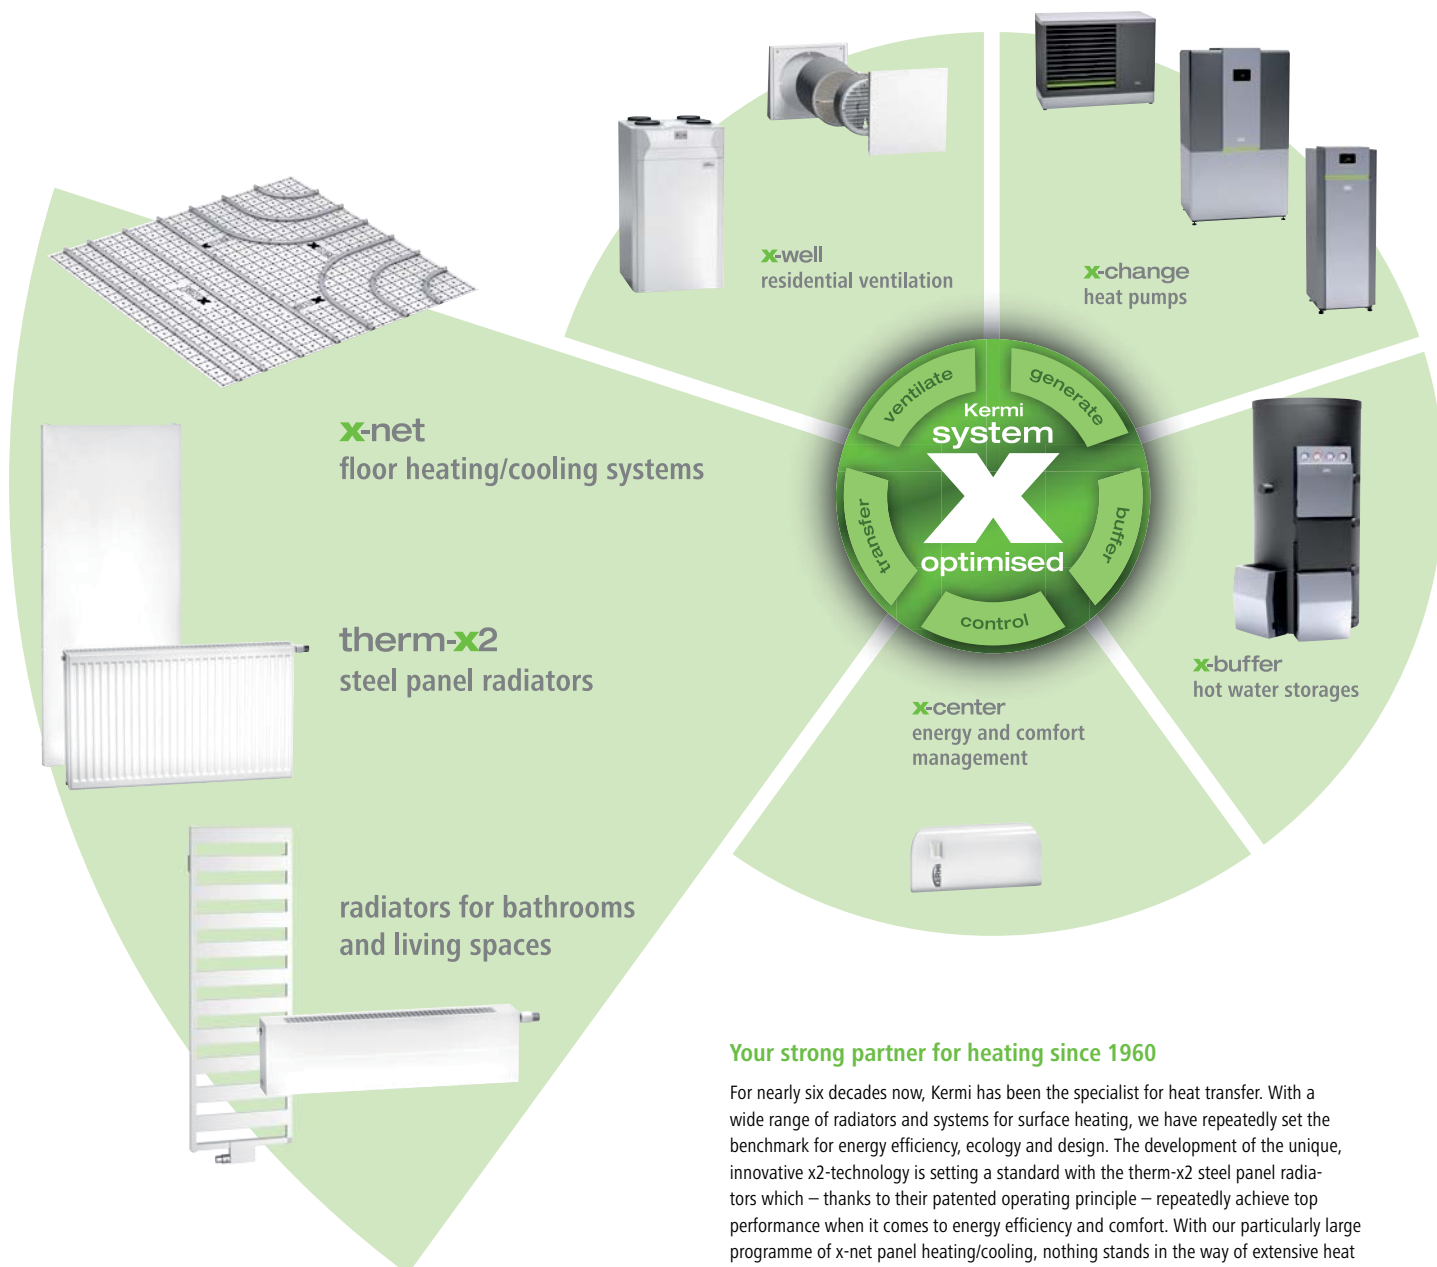 x-well
residential ventilation
x-change
heat pumps
ventilate
generate
Kermi
system
x
optimised
transfer
buffer
control
x-net
floor heating/cooling systems
therm-x2
steel panel radiators
radiators for bathrooms
and living spaces
x-buffer
hot water storages
x-center
energy and comfort
management
Your strong partner for heating since 1960
For nearly six decades now, Kermi has been the specialist for heat transfer. With a
wide range of radiators and systems for surface heating, we have repeatedly set the
benchmark for energy efficiency, ecology and design. The development of the unique,
innovative x2-technology is setting a standard with the therm-x2 steel panel radia-
tors which – thanks to their patented operating principle – repeatedly achieve top
performance when it comes to energy efficiency and comfort. With our particularly large
programme of x-net panel heating/cooling, nothing stands in the way of extensive heat